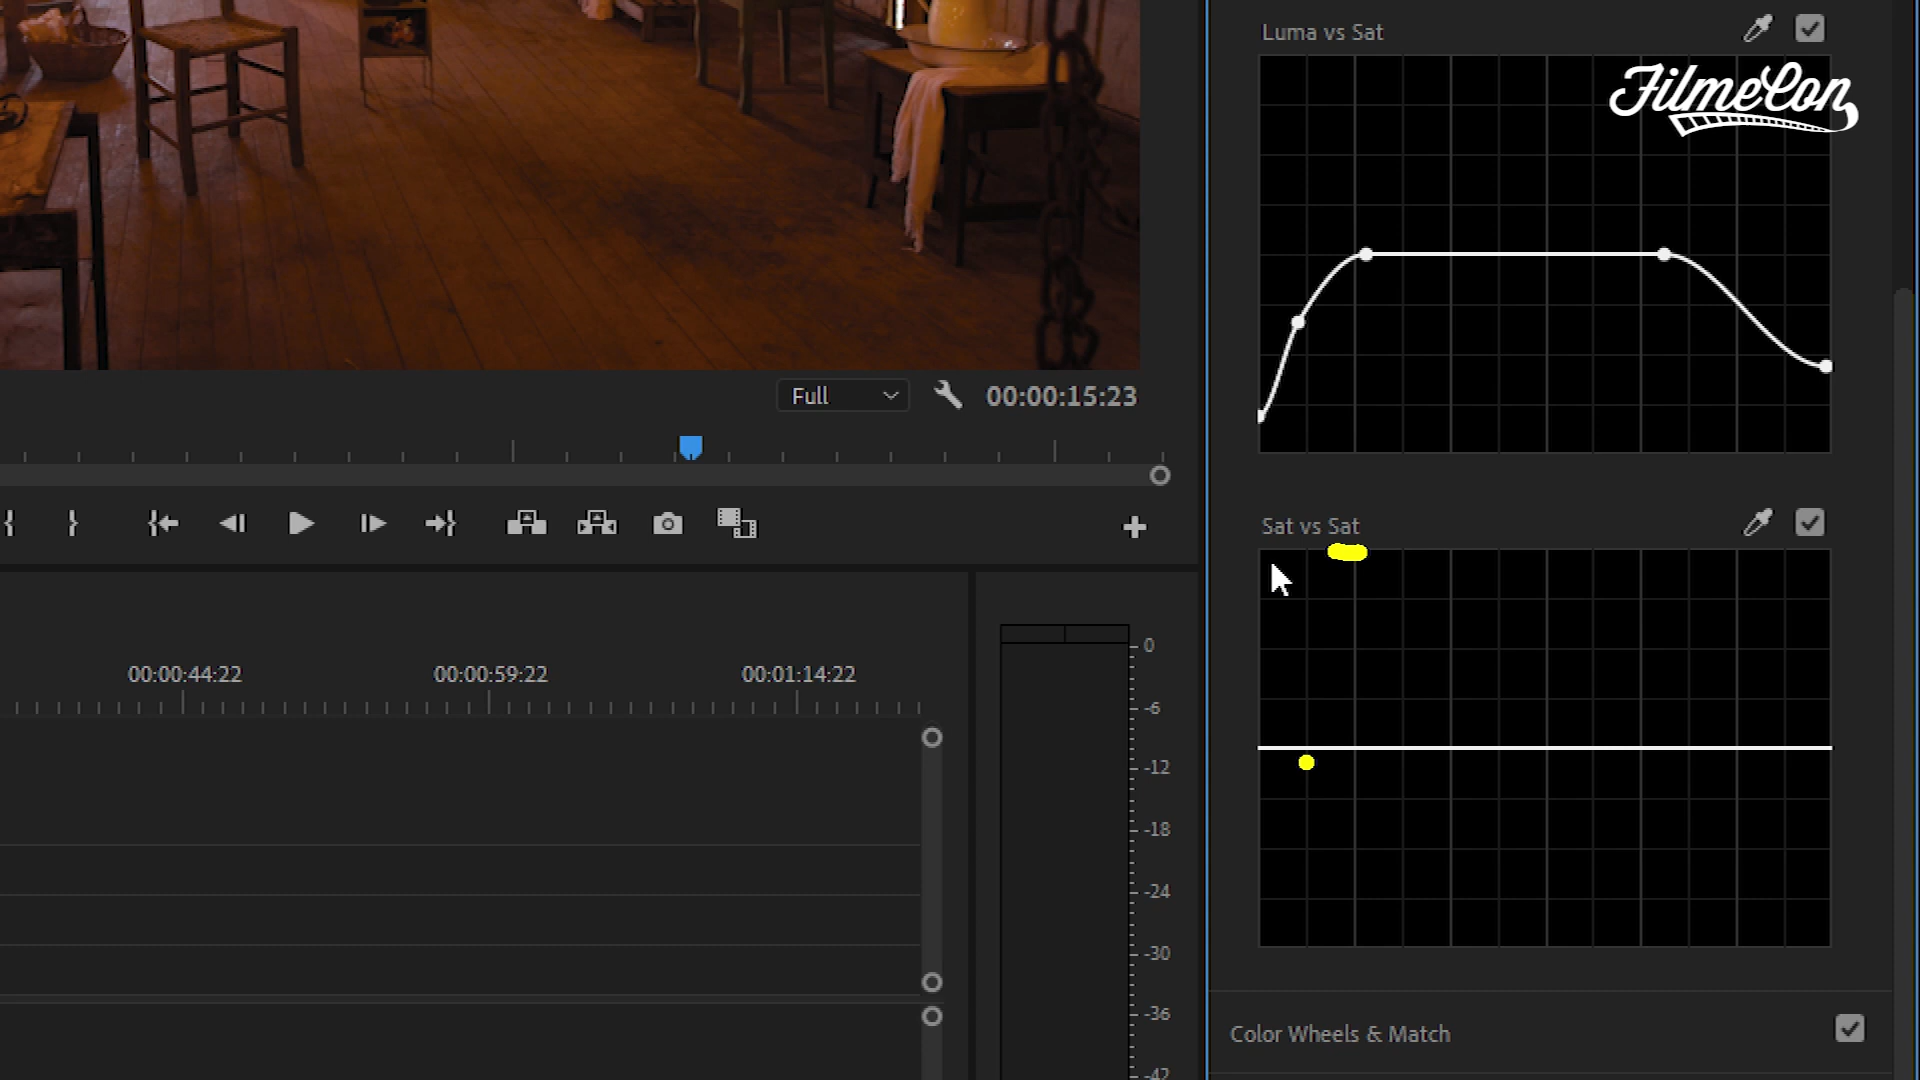 Luma vs Sat
FilmeCon
Full
00:00:15:23
Sat vs Sat
00:00:44:22
00:00:59:22
00:01:14:22
0
-6
-12
-18
-24
-30
-36
-42
Color Wheels & Match